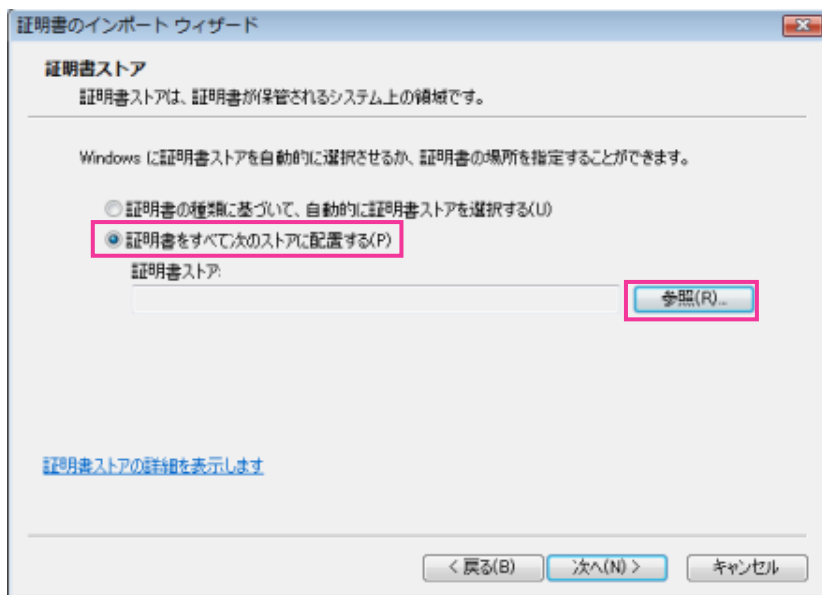 証明書のインポート ウィザード
証明書ストア
証明書ストアは、証明書が保管されるシステム上の領域です。
Windows に証明書ストアを自動的に選択させるか、証明書の場所を指定することができます。
証明書の種類に基づいて、自動的に証明書ストアを選択する(U)
証明書をすべて次のストアに配置する(P)
証明書ストア:
参照(R)...
証明書ストアの詳細を表示します
< 戻る(B)
次へ(N) >
キャンセル